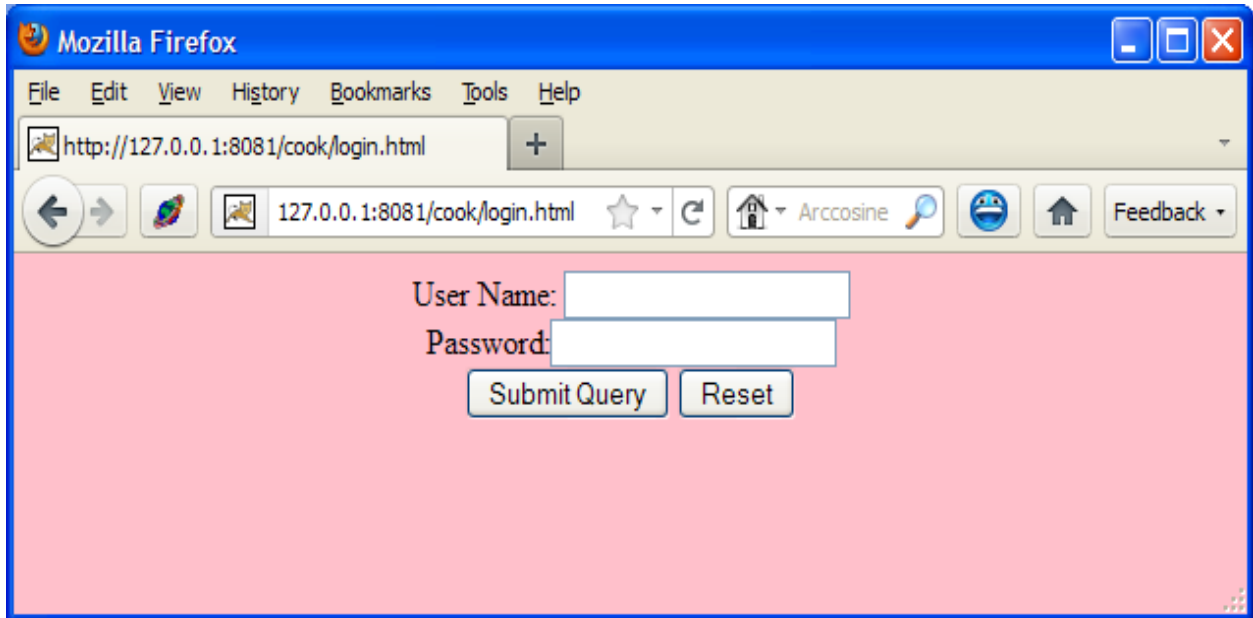 Mozilla Firefox
File Edit View History Bookmarks Tools Help
http://127.0.0.1:8081/cook/login.html +
127.0.0.1:8081/cook/login.html Arccosine Feedback
User Name:
Password:
Submit Query Reset